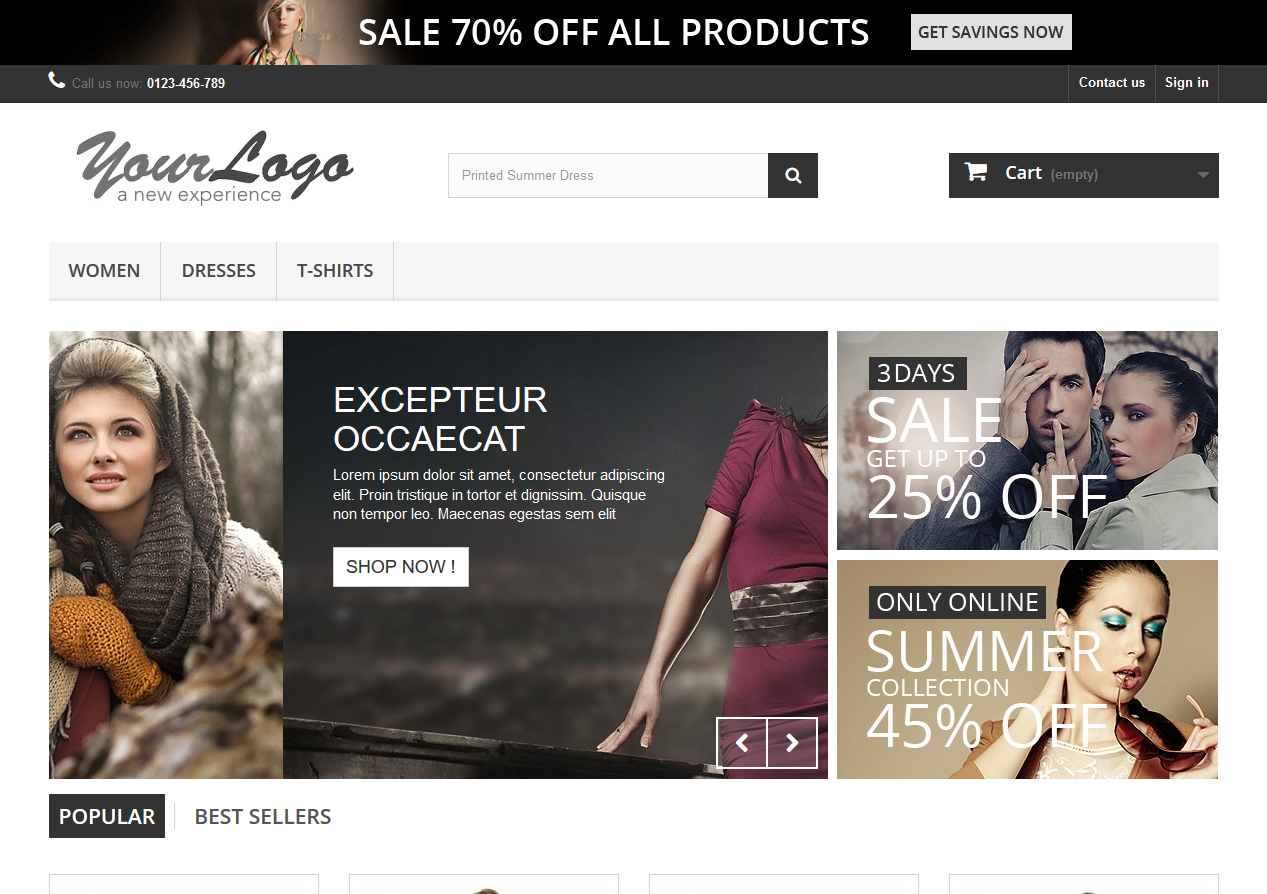 SALE 70% OFF ALL PRODUCTS
GET SAVINGS NOW
Call us now: 0123-456-789
Contact us
Sign in
YourLogo
a new experience
Printed Summer Dress
Cart (empty)
WOMEN
DRESSES
T-SHIRTS
EXCEPTEUR
OCCAECAT
Lorem ipsum dolor sit amet, consectetur adipiscing
elit. Proin tristique in tortor et dignissim. Quisque
non tempor leo. Maecenas egestas sem elit
SHOP NOW !
3 DAYS
SALE
GET UP TO
25% OFF
ONLY ONLINE
SUMMER
COLLECTION
45% OFF
POPULAR
BEST SELLERS